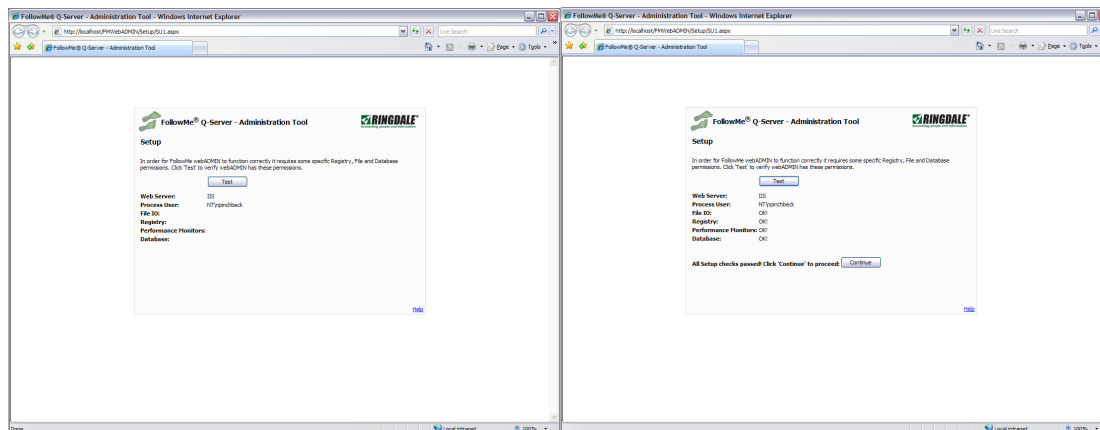 FollowMe® Q-Server - Administration Tool - Windows Internet Explorer
http://localhost/FMWebADMIN/Setup/SU1.aspx
Live Search
FollowMe® Q-Server - Administration Tool
Page
Tools
FollowMe® Q-Server - Administration Tool
RINGDALE®
Connecting people and information
Setup
In order for FollowMe webADMIN to function correctly it requires some specific Registry, File and Database
permissions. Click 'Test' to verify webADMIN has these permissions.
Test
Web Server: IIS
Process User: NT\npinchbeck
File IO:
Registry:
Performance Monitors:
Database:
Help
Done
Local intranet
100%
FollowMe® Q-Server - Administration Tool - Windows Internet Explorer
http://localhost/FMWebADMIN/Setup/SU1.aspx
Live Search
FollowMe® Q-Server - Administration Tool
Page
Tools
FollowMe® Q-Server - Administration Tool
RINGDALE®
Connecting people and information
Setup
In order for FollowMe webADMIN to function correctly it requires some specific Registry, File and Database
permissions. Click 'Test' to verify webADMIN has these permissions.
Test
Web Server: IIS
Process User: NT\npinchbeck
File IO: OK!
Registry: OK!
Performance Monitors: OK!
Database: OK!
All Setup checks passed! Click 'Continue' to proceed: Continue
Help
Local intranet
100%